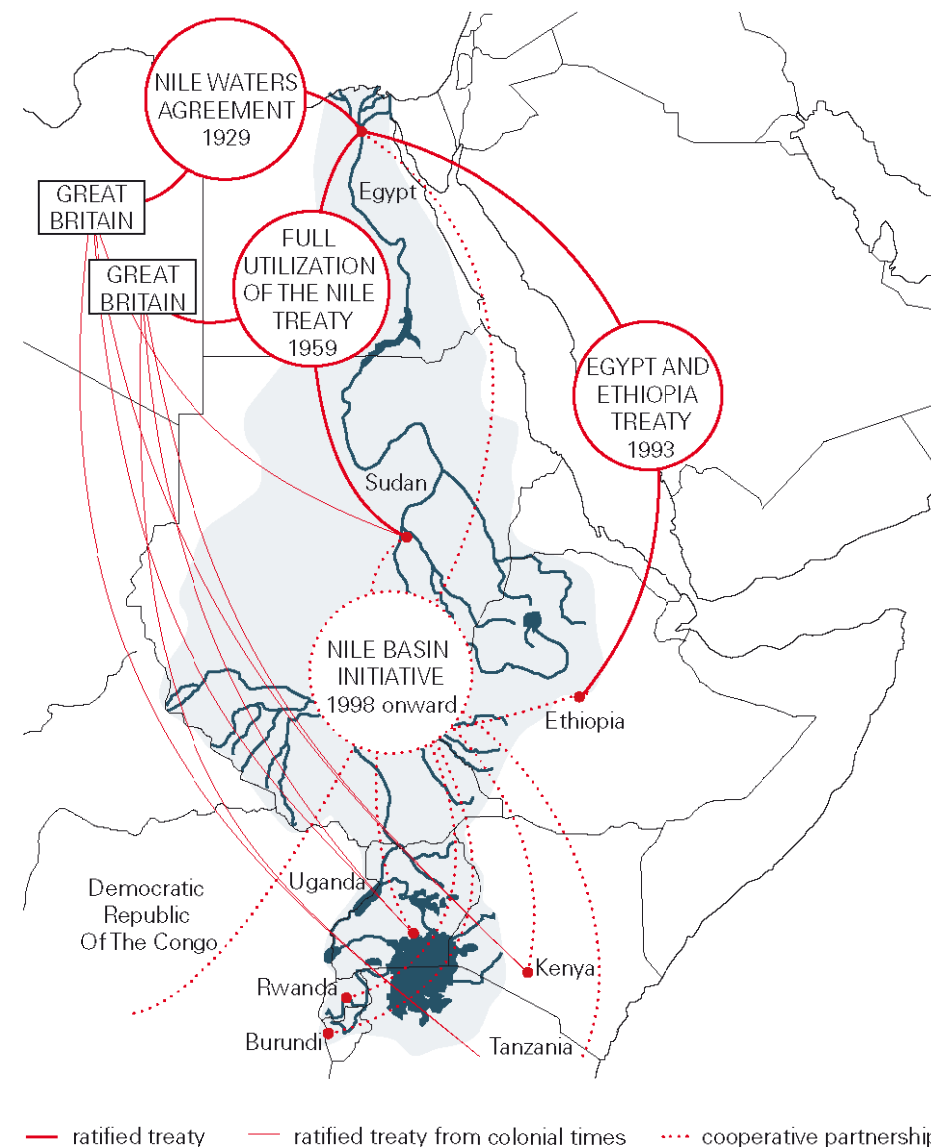 NILE WATERS
AGREEMENT
1929
GREAT
BRITAIN
Egypt
FULL
UTILIZATION
OF THE NILE
TREATY
1959
GREAT
BRITAIN
EGYPT AND
ETHIOPIA
TREATY
1993
Sudan
NILE BASIN
INITIATIVE
1998 onward
Ethiopia
Uganda
Democratic
Republic
Of The Congo
Kenya
Rwanda
Burundi
Tanzania
ratified treaty
ratified treaty from colonial times
cooperative partnership